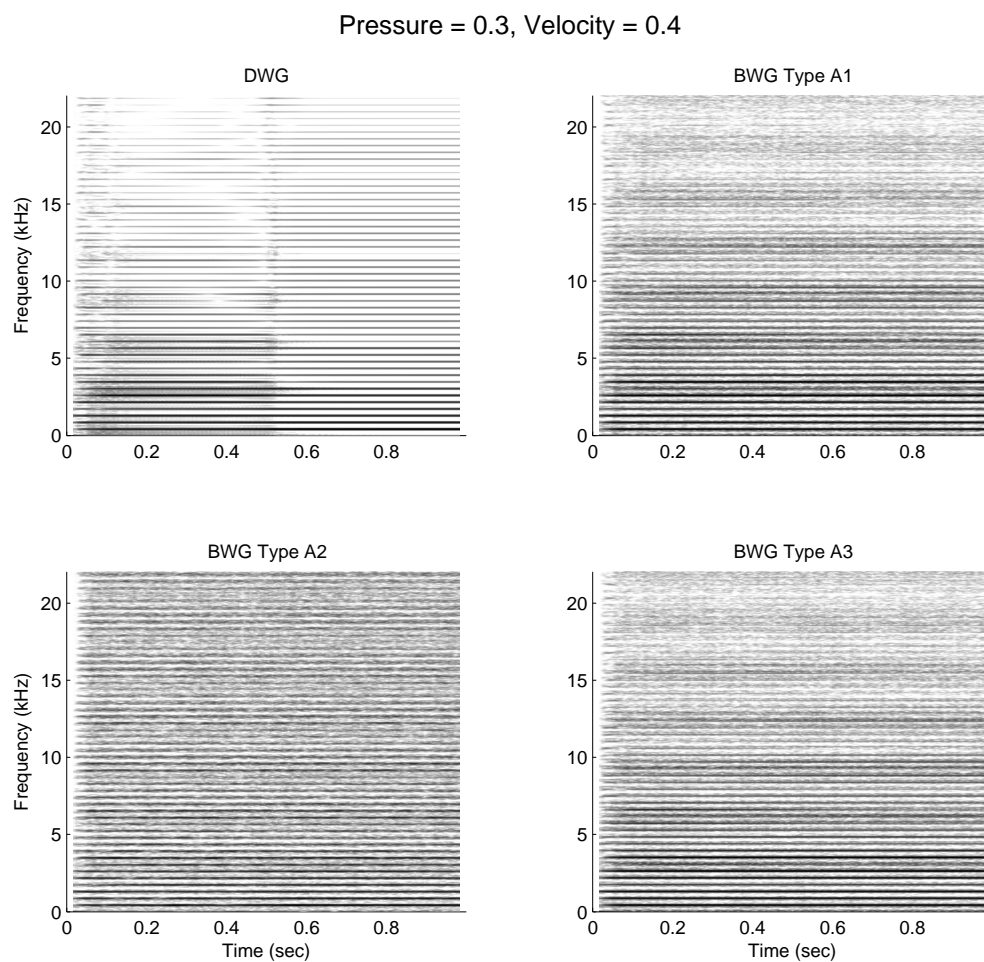 Pressure = 0.3, Velocity = 0.4
DWG
20
15
10
5
0
Frequency (kHz)
0 0.2 0.4 0.6 0.8
BWG Type A1
20
15
10
5
0
0 0.2 0.4 0.6 0.8
BWG Type A2
20
15
10
5
0
Frequency (kHz)
0 0.2 0.4 0.6 0.8
Time (sec)
BWG Type A3
20
15
10
5
0
0 0.2 0.4 0.6 0.8
Time (sec)